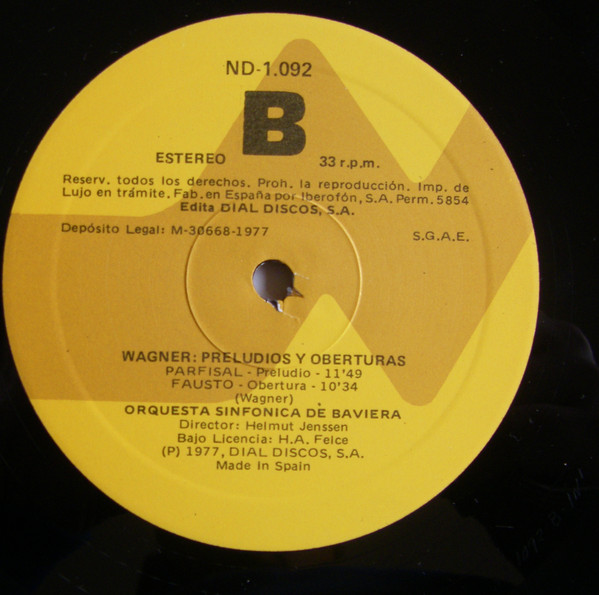 ND-1.092
B
ESTEREO 33 r.p.m.
Reserv. todos los derechos. Proh. la reproducción. Imp. de
Lujo en trámite. Fab. en España por Iberofón, S.A. Perm. 5854
Edita DIAL DISCOS, S.A.
Depósito Legal: M-30668-1977 S.G.A.E.
WAGNER: PRELUDIOS Y OBERTURAS
PARFISAL - Preludio - 11'49
FAUSTO - Obertura - 10'34
(Wagner)
ORQUESTA SINFONICA DE BAVIERA
Director: Helmut Jenssen
Bajo Licencia: H.A. Felce
(P) 1977, DIAL DISCOS, S.A.
Made In Spain